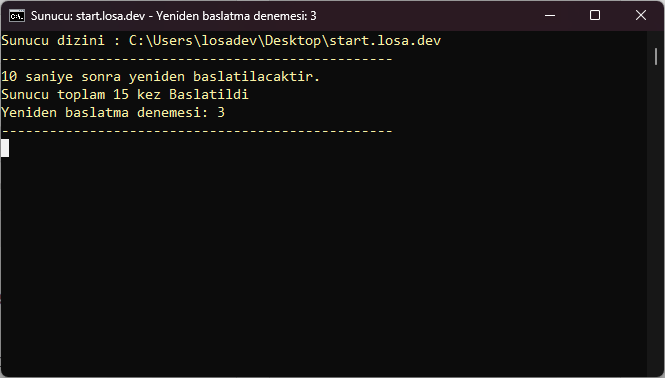 Sunucu: start.losa.dev - Yeniden baslatma denemesi: 3
Sunucu dizini : C:\Users\losadev\Desktop\start.losa.dev
------------------------------------------------
10 saniye sonra yeniden baslatilacaktir.
Sunucu toplam 15 kez Baslatildi
Yeniden baslatma denemesi: 3
------------------------------------------------